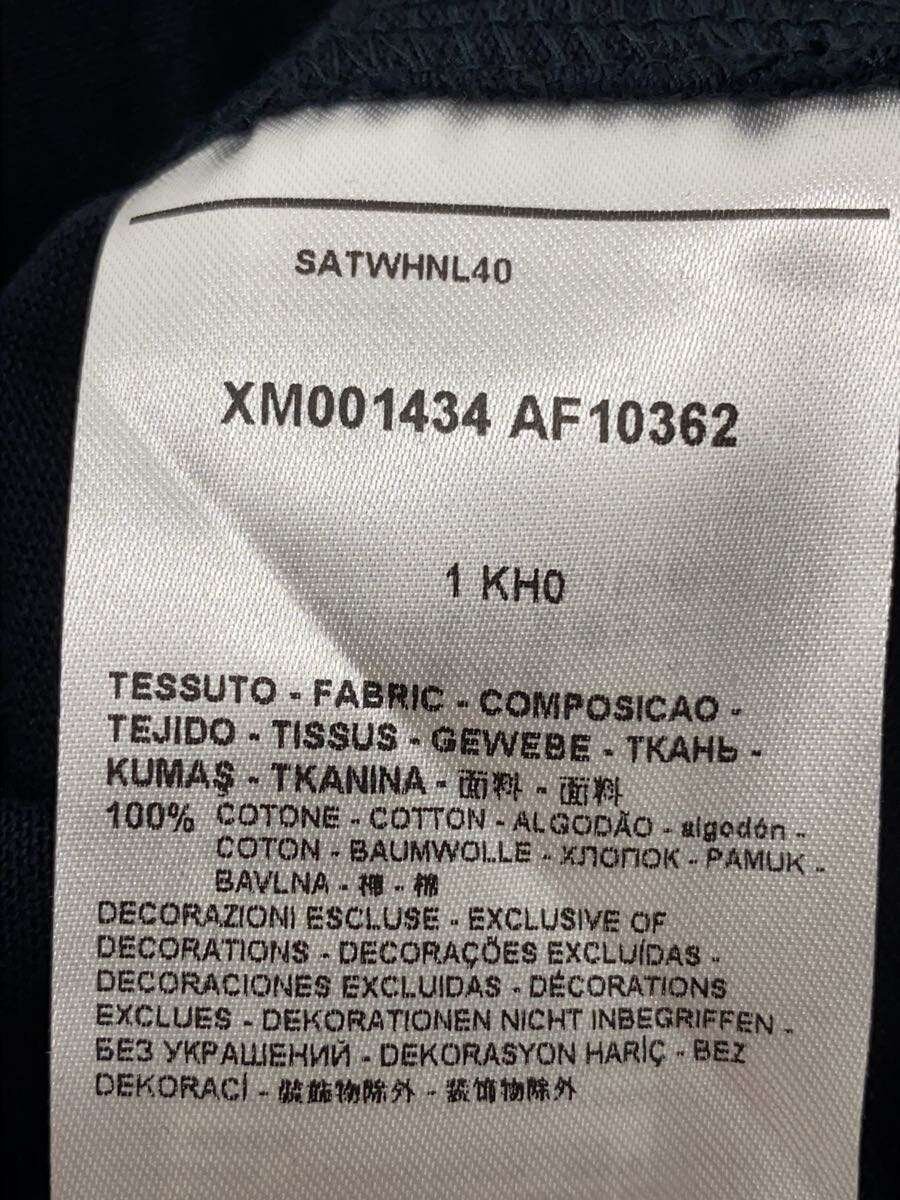 SATWHNL40
XM001434 AF10362
1 KH0
TESSUTO - FABRIC - COMPOSICAO -
TEJIDO - TISSUS - GEWEBE - ТКАНЬ -
KUMAŞ - TKANINA - 面料 - 面料
100% COTONE - COTTON - ALGODÃO - algodón -
COTON - BAUMWOLLE - ХЛОПОК - PAMUK -
BAVLNA - 棉 - 棉
DECORAZIONI ESCLUSE - EXCLUSIVE OF
DECORATIONS - DECORAÇÕES EXCLUÍDAS -
DECORACIONES EXCLUIDAS - DÉCORATIONS
EXCLUES - DEKORATIONEN NICHT INBEGRIFFEN -
БЕЗ УКРАШЕНИЙ - DEKORASYON HARİÇ - BEZ
DEKORACÍ - 裝飾物除外 - 装饰物除外